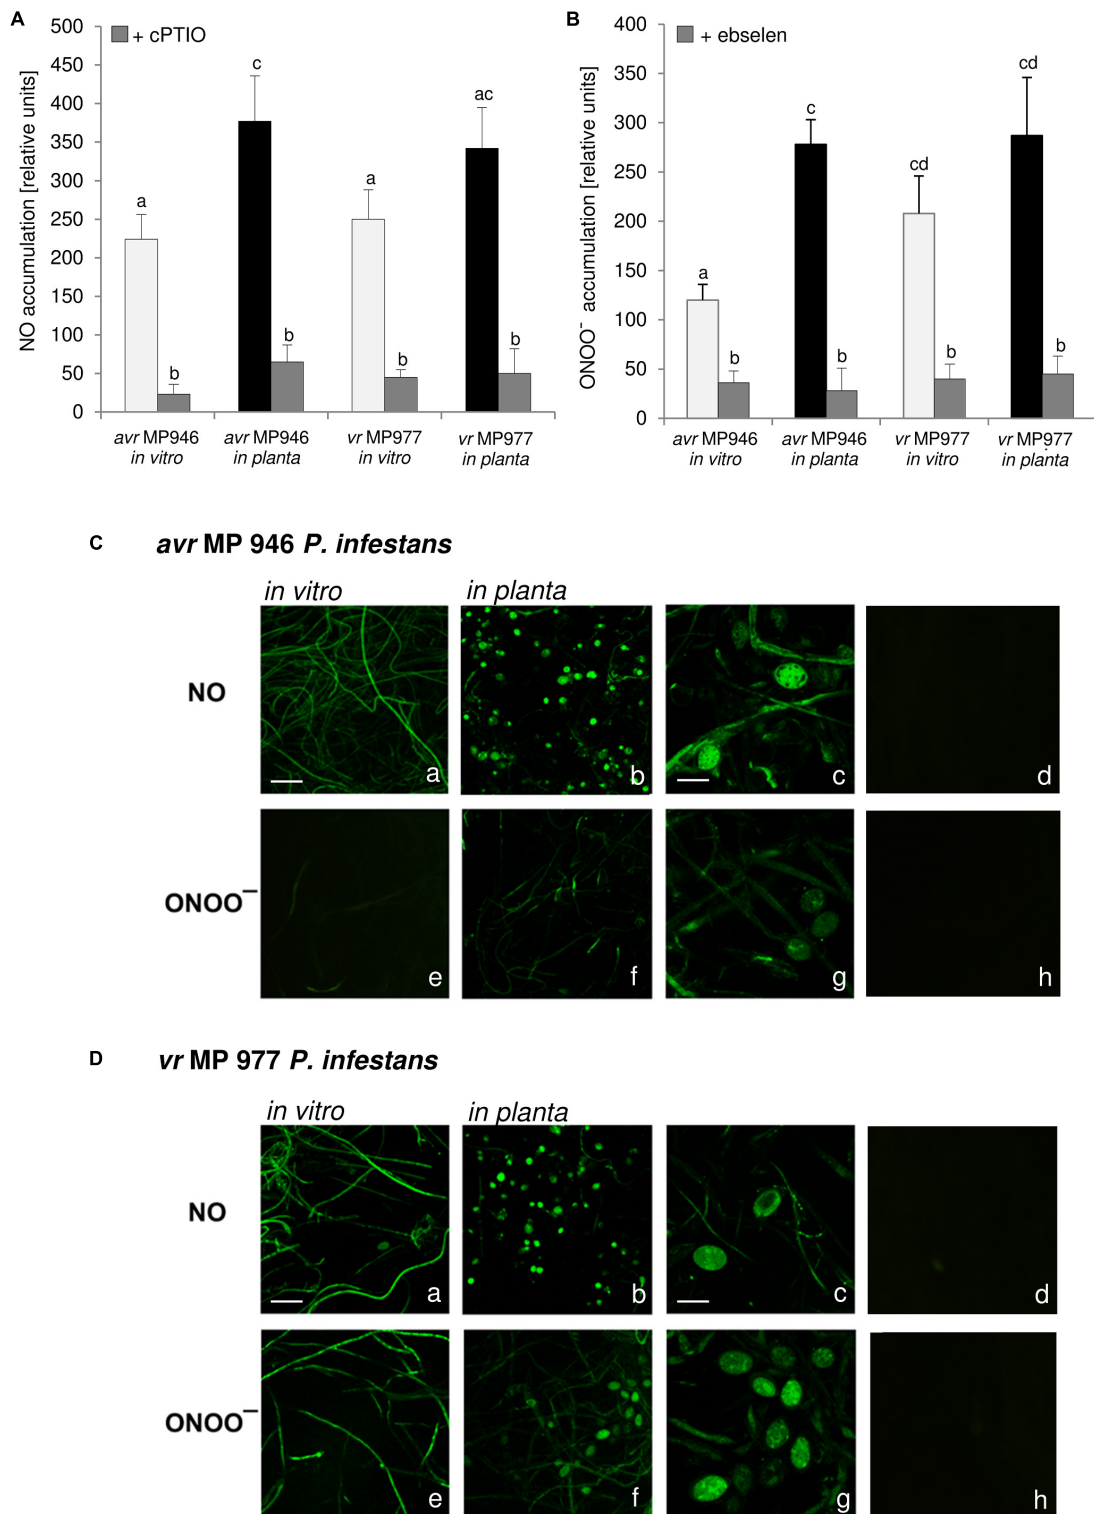 A
+ cPTIO
NO accumulation [relative units]
500
450
400
350
300
250
200
150
100
50
0
a
b
c
b
a
b
ac
b
avr MP946
in vitro
avr MP946
in planta
vr MP977
in vitro
vr MP977
in planta
B
+ ebselen
ONOO⁻ accumulation [relative units]
400
350
300
250
200
150
100
50
0
a
b
c
b
cd
b
cd
b
avr MP946
in vitro
avr MP946
in planta
vr MP977
in vitro
vr MP977
in planta
C
avr MP 946 P. infestans
in vitro
in planta
NO
a
b
c
d
ONOO⁻
e
f
g
h
D
vr MP 977 P. infestans
in vitro
in planta
NO
a
b
c
d
ONOO⁻
e
f
g
h